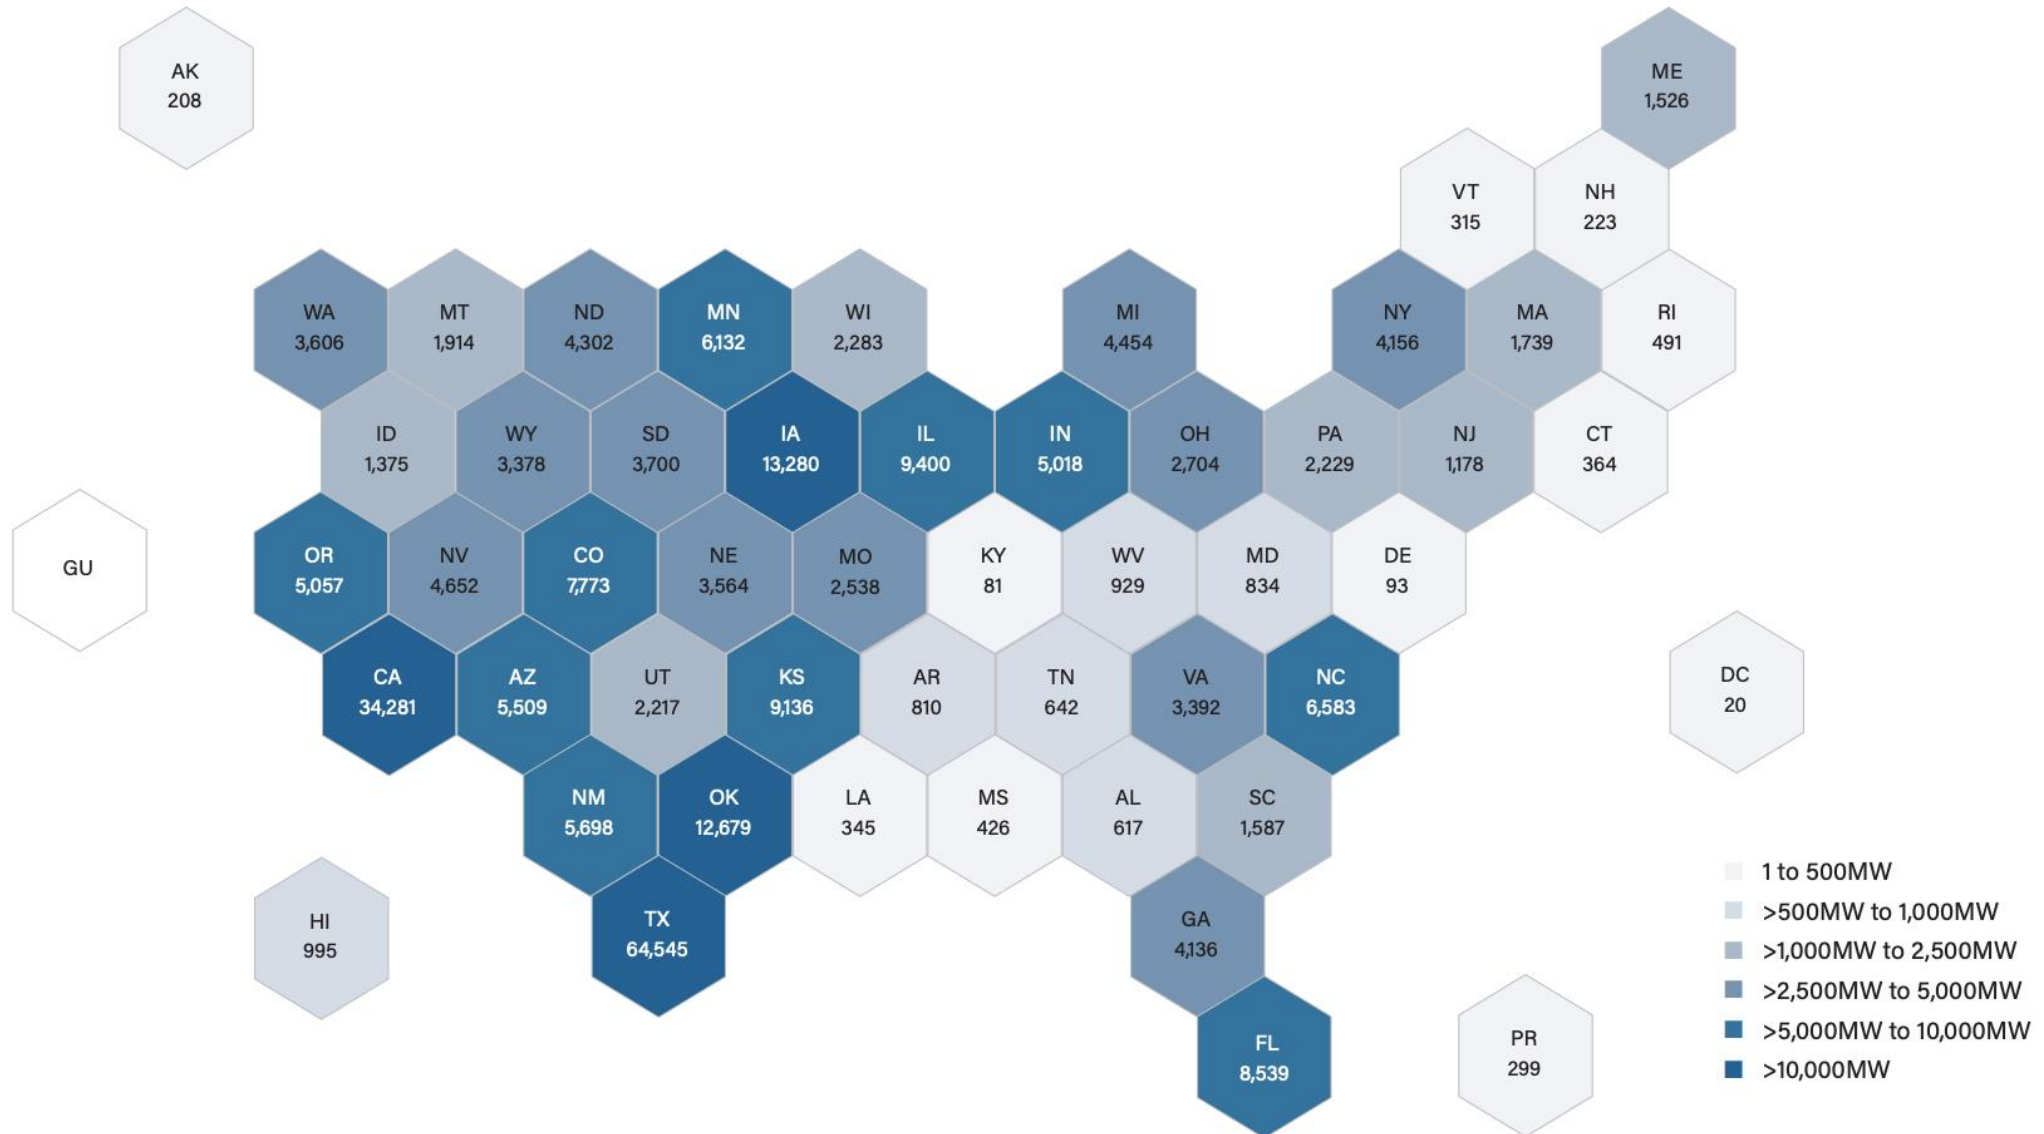 AK
208
ME
1,526
VT
315
NH
223
WA
3,606
MT
1,914
ND
4,302
MN
6,132
WI
2,283
MI
4,454
NY
4,156
MA
1,739
RI
491
ID
1,375
WY
3,378
SD
3,700
IA
13,280
IL
9,400
IN
5,018
OH
2,704
PA
2,229
NJ
1,178
CT
364
GU
OR
5,057
NV
4,652
CO
7,773
NE
3,564
MO
2,538
KY
81
WV
929
MD
834
DE
93
CA
34,281
AZ
5,509
UT
2,217
KS
9,136
AR
810
TN
642
VA
3,392
NC
6,583
DC
20
NM
5,698
OK
12,679
LA
345
MS
426
AL
617
SC
1,587
HI
995
TX
64,545
GA
4,136
FL
8,539
PR
299
1 to 500MW
>500MW to 1,000MW
>1,000MW to 2,500MW
>2,500MW to 5,000MW
>5,000MW to 10,000MW
>10,000MW